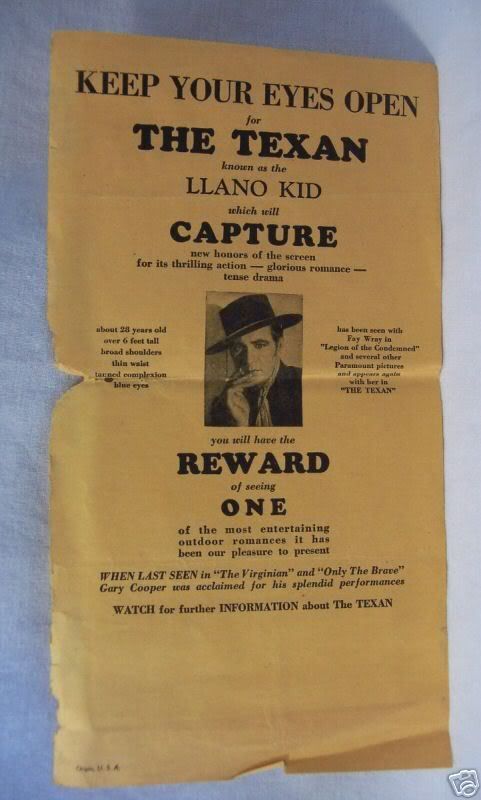 KEEP YOUR EYES OPEN
for
THE TEXAN
known as the
LLANO KID
which will
CAPTURE
new honors of the screen
for its thrilling action — glorious romance —
tense drama
about 28 years old
over 6 feet tall
broad shoulders
thin waist
tanned complexion
blue eyes
has been seen with
Fay Wray in
"Legion of the Condemned"
and several other
Paramount pictures
and appears again
with her in
"THE TEXAN"
you will have the
REWARD
of seeing
ONE
of the most entertaining
outdoor romances it has
been our pleasure to present
WHEN LAST SEEN in "The Virginian" and "Only The Brave"
Gary Cooper was acclaimed for his splendid performances
WATCH for further INFORMATION about The TEXAN
Origin, U. S. A.